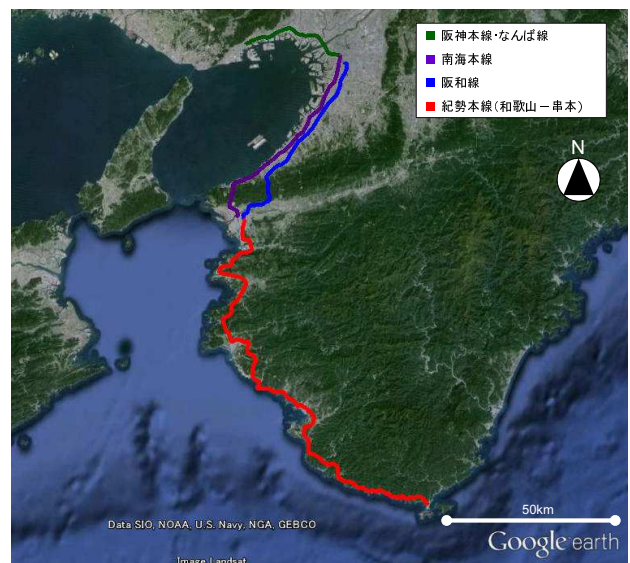 阪神本線・なんば線
南海本線
阪和線
紀勢本線(和歌山ー串本)
N
50km
Data SIO, NOAA, U.S. Navy, NGA, GEBCO
Google earth
Image Landsat